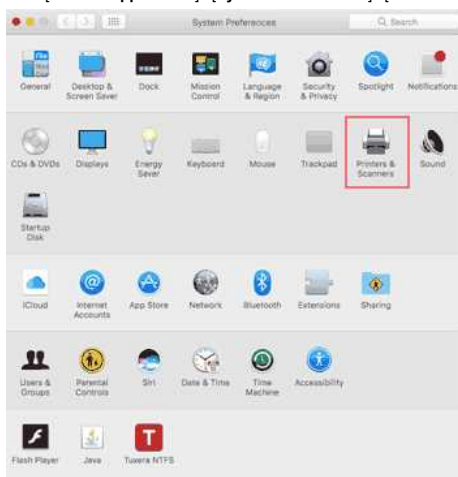 System Preferences
Search
General
Desktop &
Screen Saver
Dock
Mission
Control
Language
& Region
Security
& Privacy
Spotlight
Notifications
CDs & DVDs
Displays
Energy
Saver
Keyboard
Mouse
Trackpad
Printers &
Scanners
Sound
Startup
Disk
iCloud
Internet
Accounts
App Store
Network
Bluetooth
Extensions
Sharing
Users &
Groups
Parental
Controls
Siri
Date & Time
Time
Machine
Accessibility
Flash Player
Java
Tuxera NTFS